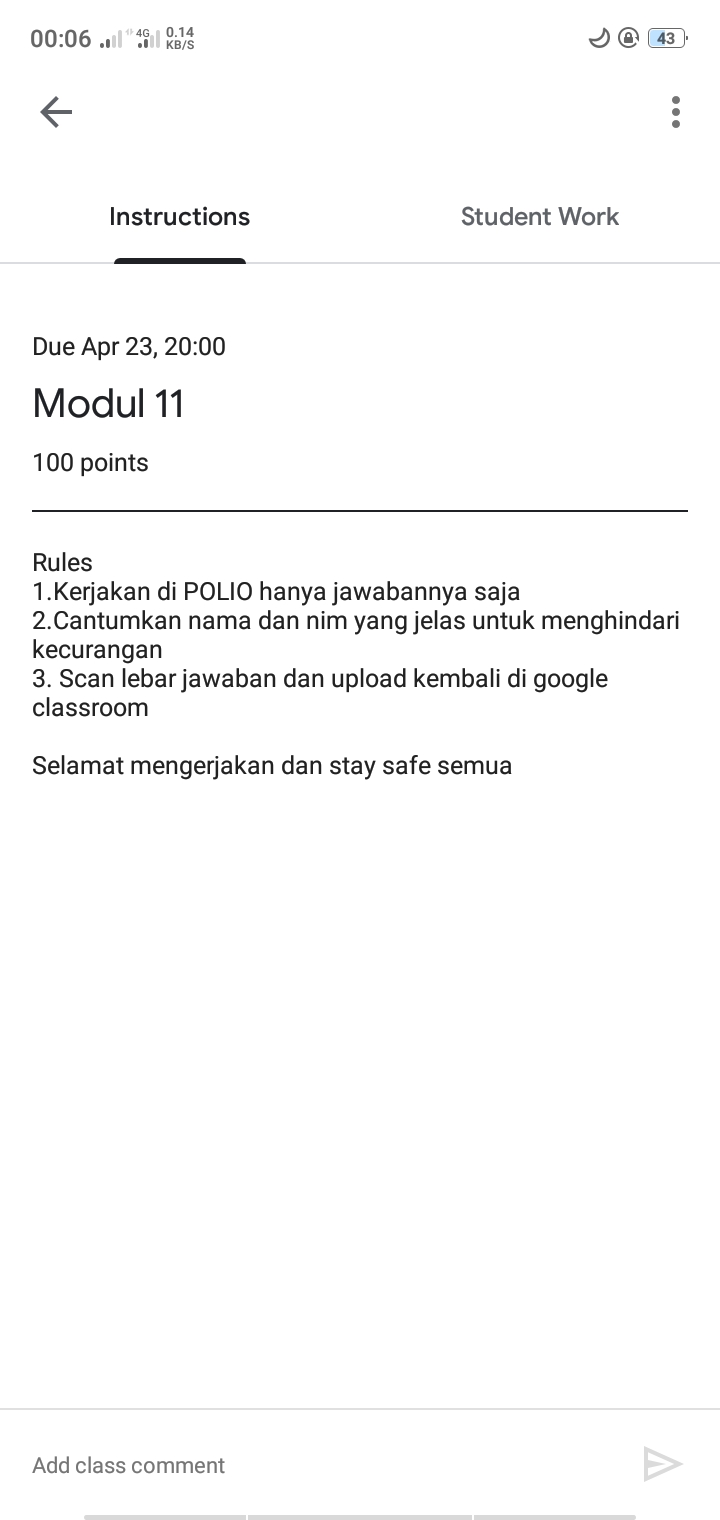 00:06 4G 0.14 KB/S 43
Instructions Student Work
Due Apr 23, 20:00
Modul 11
100 points
Rules
1.Kerjakan di POLIO hanya jawabannya saja
2.Cantumkan nama dan nim yang jelas untuk menghindari
kecurangan
3. Scan lebar jawaban dan upload kembali di google
classroom
Selamat mengerjakan dan stay safe semua
Add class comment